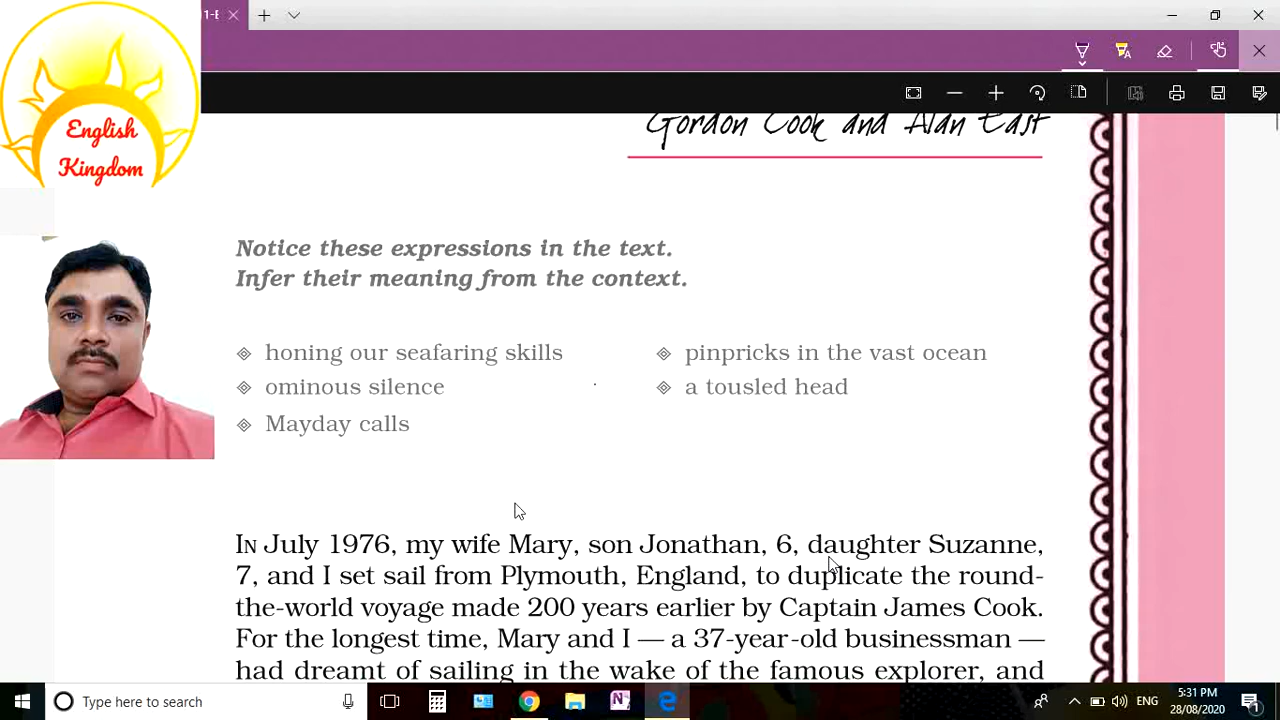 1-E
English
Kingdom
Gordon Cook and Alan East
Notice these expressions in the text.
Infer their meaning from the context.
honing our seafaring skills
pinpricks in the vast ocean
ominous silence
a tousled head
Mayday calls
IN July 1976, my wife Mary, son Jonathan, 6, daughter Suzanne,
7, and I set sail from Plymouth, England, to duplicate the round-
the-world voyage made 200 years earlier by Captain James Cook.
For the longest time, Mary and I — a 37-year-old businessman —
had dreamt of sailing in the wake of the famous explorer, and
Type here to search
ENG
5:31 PM
28/08/2020